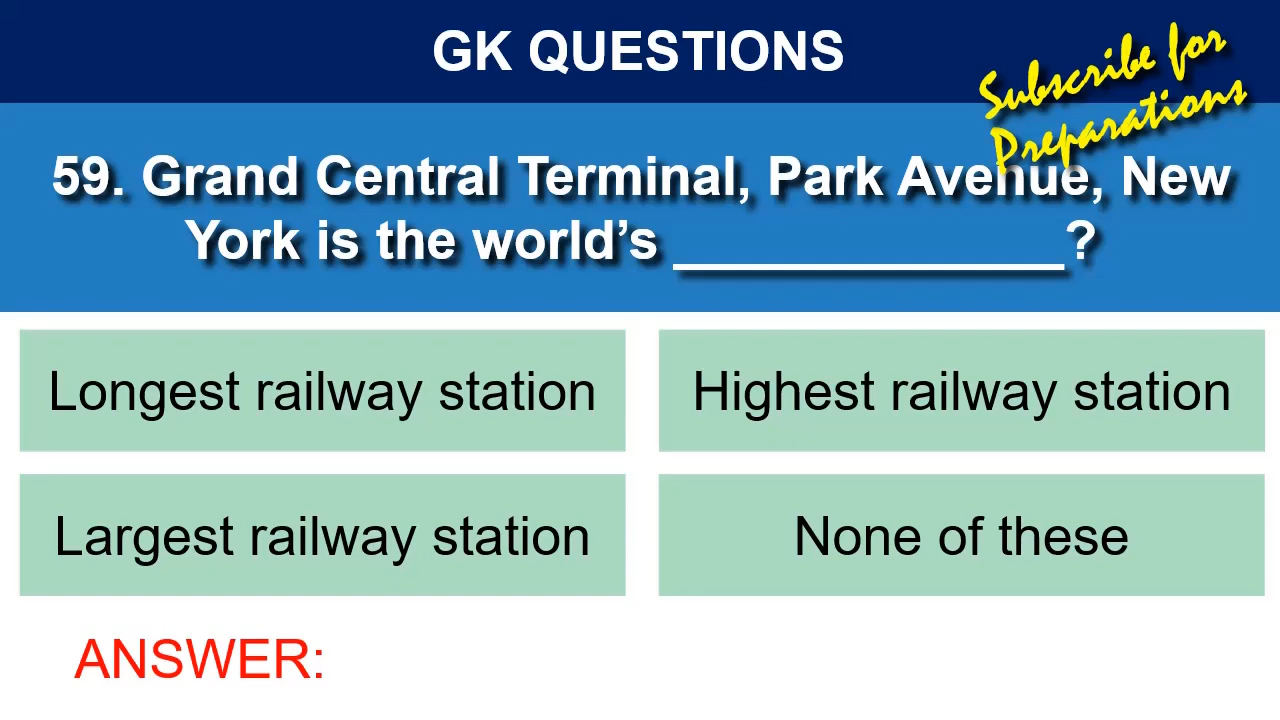 GK QUESTIONS
Subscribe for
Preparations
59. Grand Central Terminal, Park Avenue, New
York is the world’s ______________?
Longest railway station
Highest railway station
Largest railway station
None of these
ANSWER: